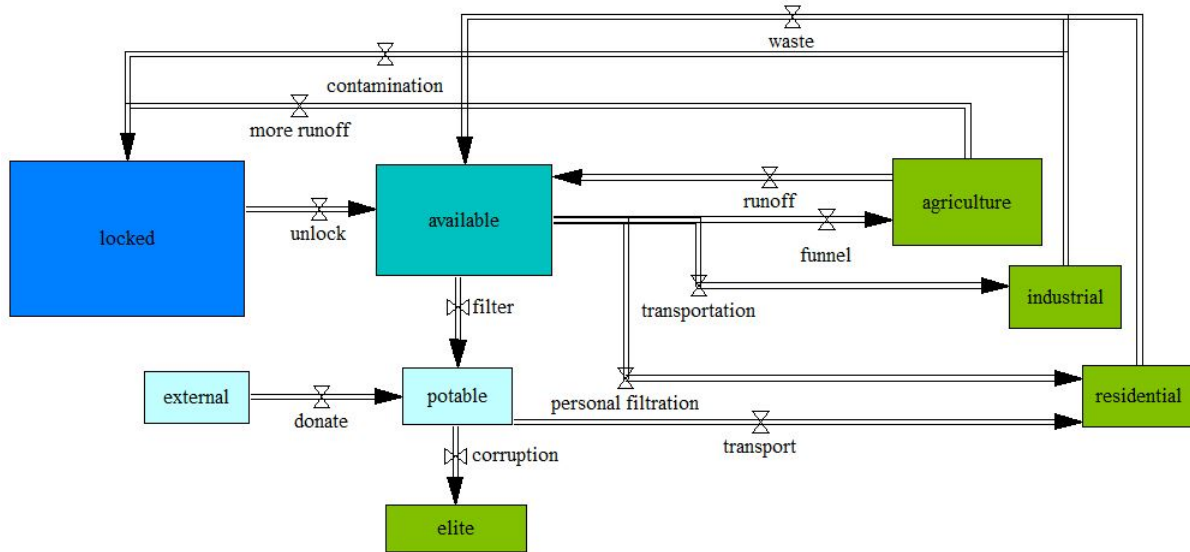 waste
contamination
more runoff
locked
unlock
available
runoff
agriculture
funnel
transportation
industrial
filter
external
donate
potable
personal filtration
transport
residential
corruption
elite